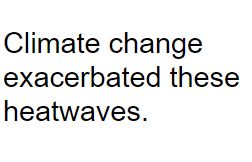 Climate change
exacerbated these
heatwaves.